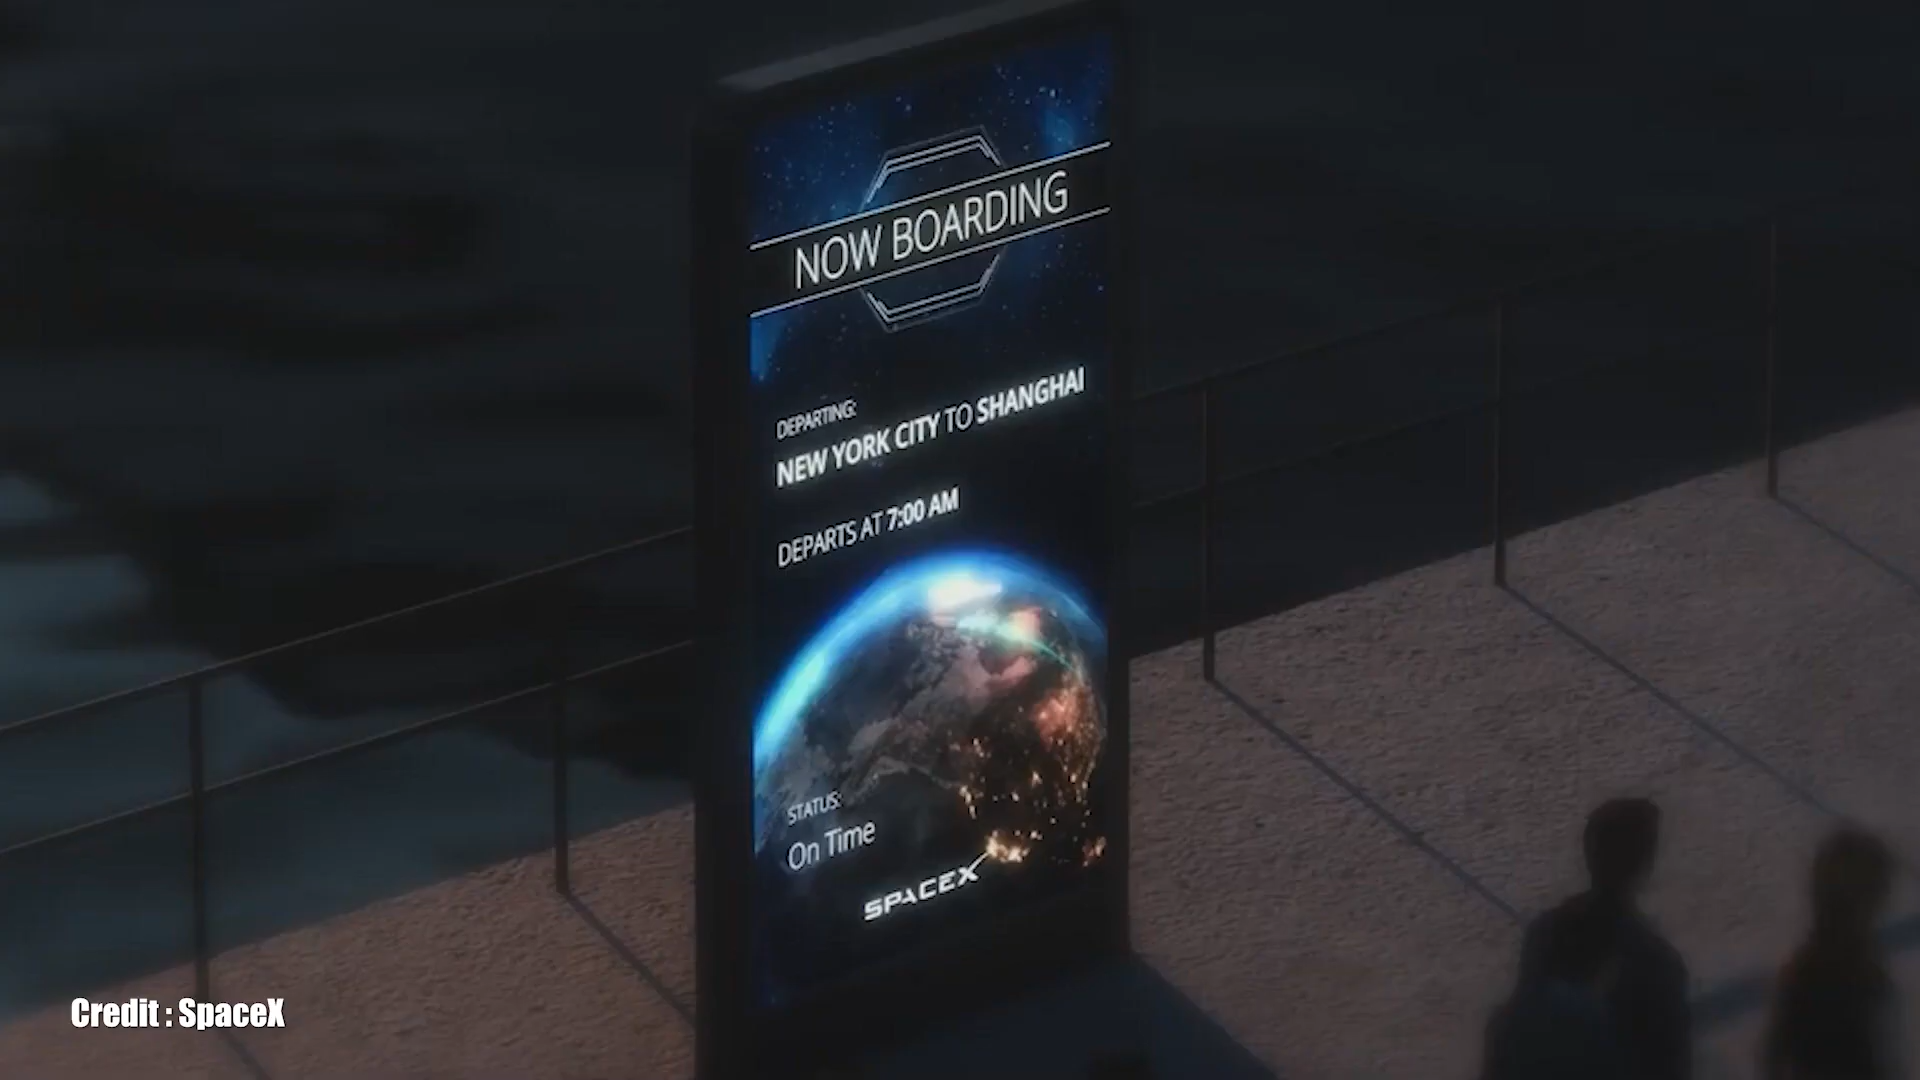 NOW BOARDING
DEPARTING:
NEW YORK CITY TO SHANGHAI
DEPARTS AT 7:00 AM
STATUS:
On Time
SPACEX
Credit : SpaceX